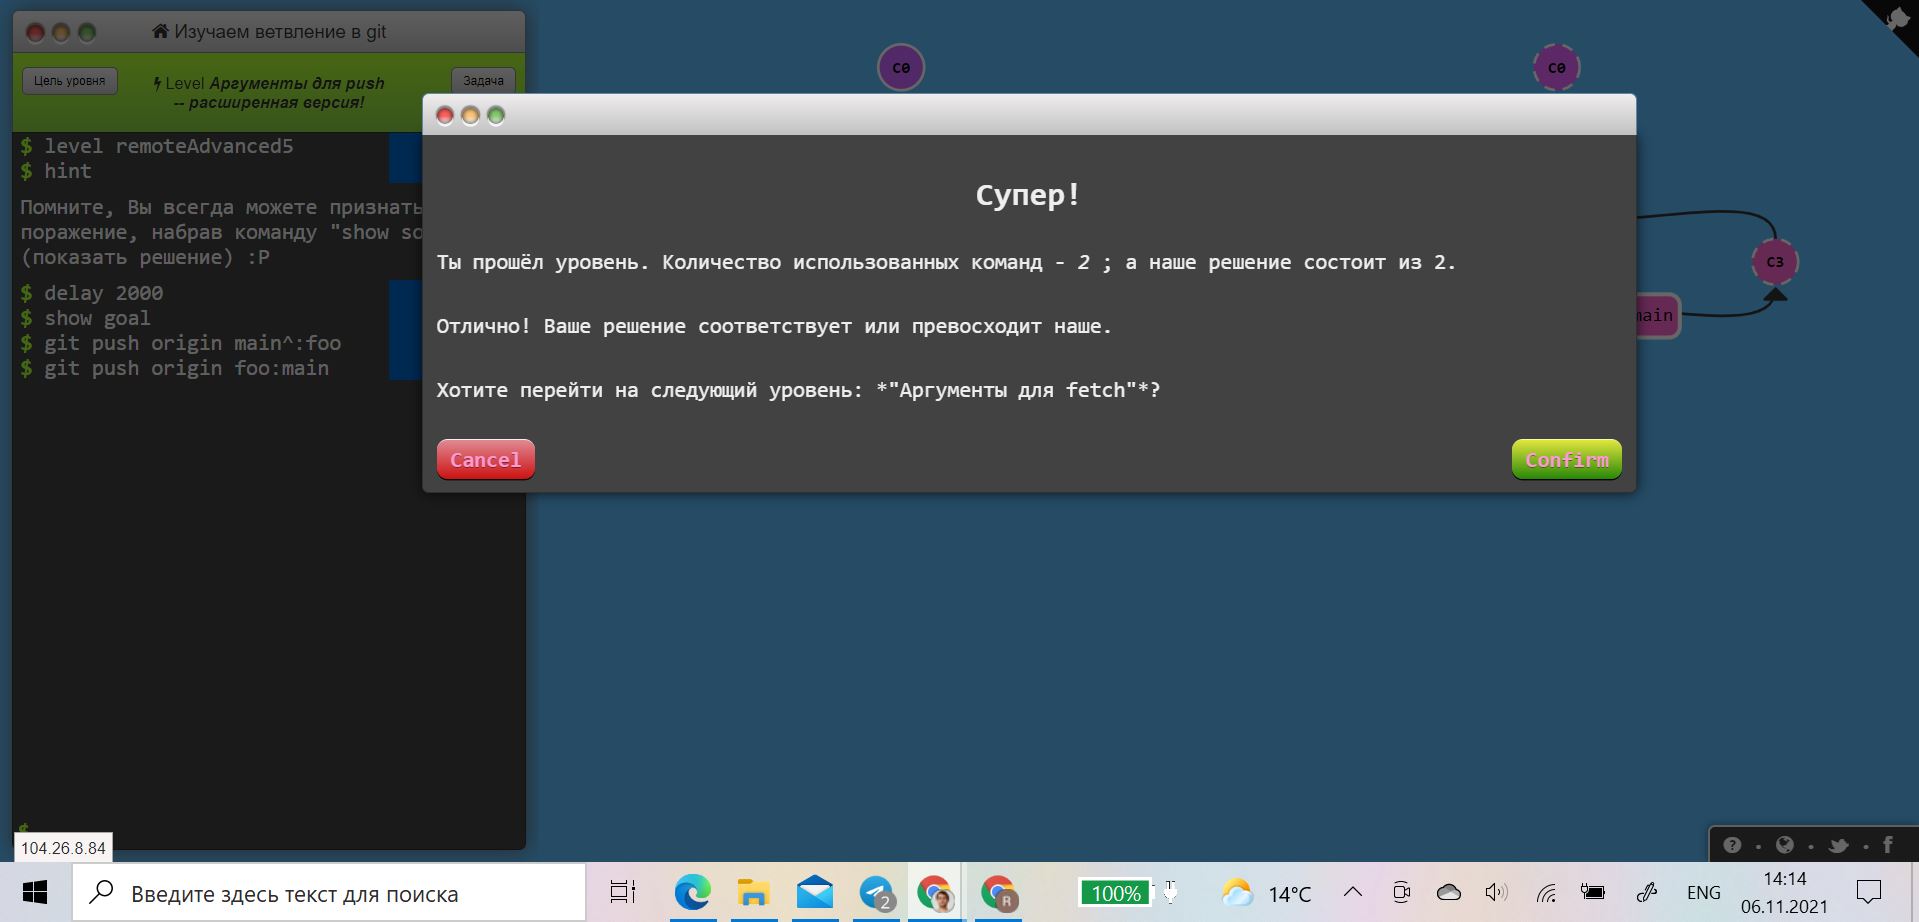 Изучаем ветвление в git
Цель уровня
Level Аргументы для push
-- расширенная версия!
Задача
$ level remoteAdvanced5
$ hint
Помните, Вы всегда можете признать
поражение, набрав команду "show so
(показать решение) :P
$ delay 2000
$ show goal
$ git push origin main^:foo
$ git push origin foo:main
$
104.26.8.84
C0
C0
C3
main
Супер!
Ты прошёл уровень. Количество использованных команд - 2 ; а наше решение состоит из 2.
Отлично! Ваше решение соответствует или превосходит наше.
Хотите перейти на следующий уровень: *"Аргументы для fetch"*?
Cancel
Confirm
Введите здесь текст для поиска
2
R
100%
14°C
ENG
14:14
06.11.2021